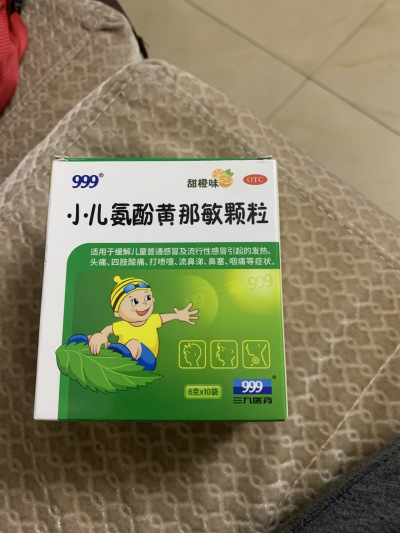 999®
甜橙味
OTC
小儿氨酚黄那敏颗粒
适用于缓解儿童普通感冒及流行性感冒引起的发热、
头痛、四肢酸痛、打喷嚏、流鼻涕、鼻塞、咽痛等症状。
999
6克x10袋
999®
三九医药